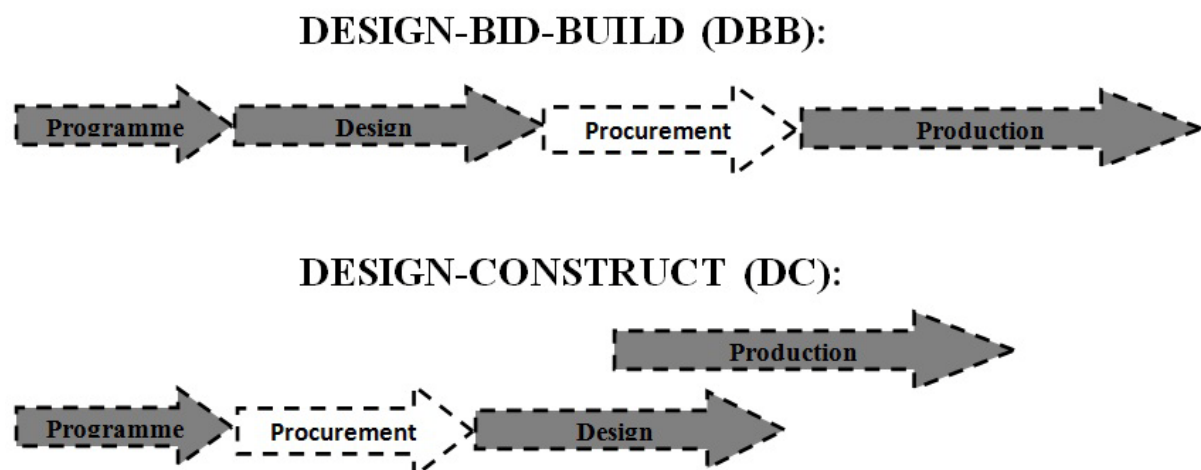 DESIGN-BID-BUILD (DBB):
Programme Design Procurement Production
DESIGN-CONSTRUCT (DC):
Production
Programme Procurement Design